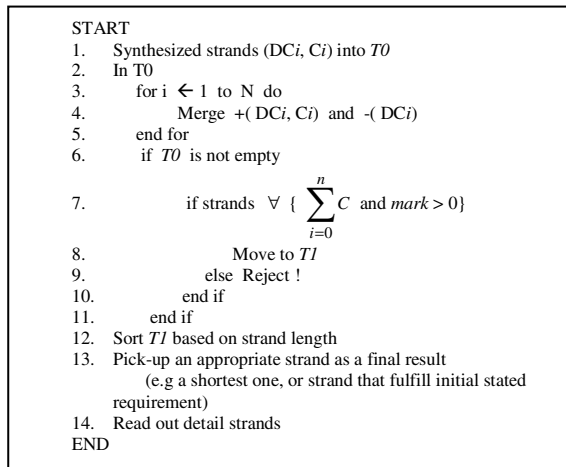 START
1. Synthesized strands (DCi, Ci) into T0
2. In T0
3. for i ← 1 to N do
4. Merge +( DCi, Ci) and -( DCi)
5. end for
6. if T0 is not empty
7. if strands ∀ { \sum_{i=0}^{n} C and mark > 0}
8. Move to T1
9. else Reject !
10. end if
11. end if
12. Sort T1 based on strand length
13. Pick-up an appropriate strand as a final result
(e.g a shortest one, or strand that fulfill initial stated
requirement)
14. Read out detail strands
END